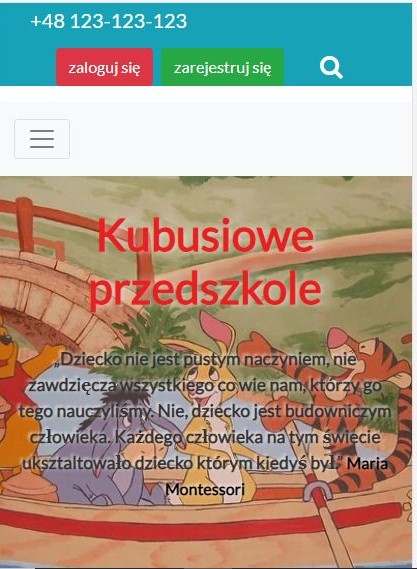 +48 123-123-123
zaloguj się
zarejestruj się
Kubusiowe
przedszkole
„Dziecko nie jest pustym naczyniem, nie
zawdzięcza wszystkiego co wie nam, którzy go
tego nauczyliśmy. Nie, dziecko jest budowniczym
człowieka. Każdego człowieka na tym świecie
ukształtowało dziecko którym kiedyś był.” Maria
Montessori